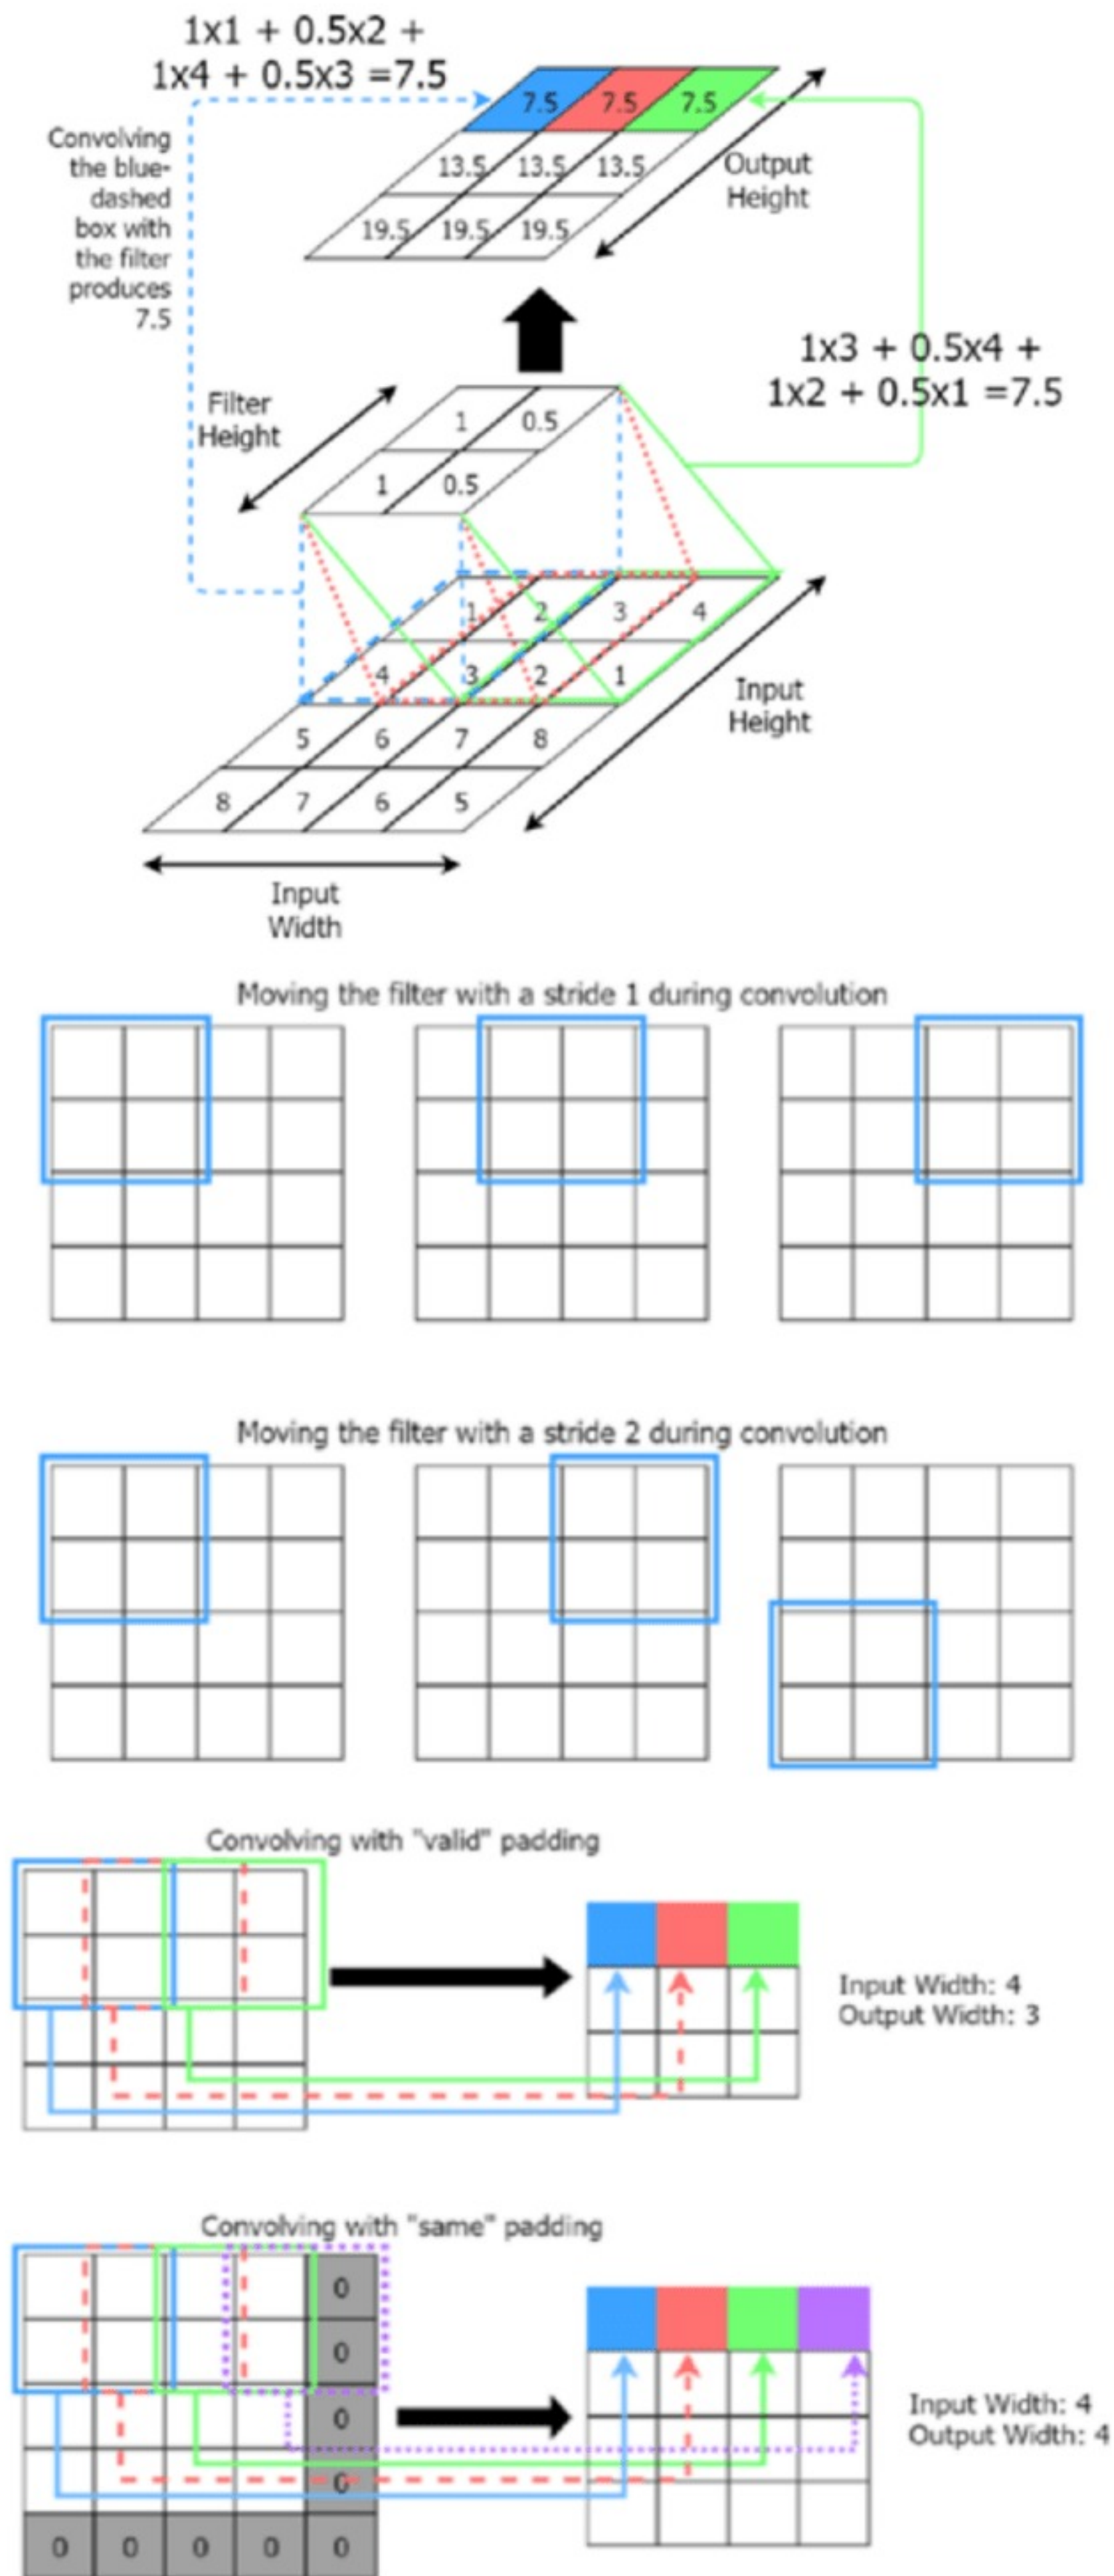 1x1 + 0.5x2 +
1x4 + 0.5x3 =7.5
7.5 7.5 7.5
Convolving
the blue-
dashed
box with
the filter
produces
7.5
13.5 13.5 13.5
19.5 19.5 19.5
Output
Height
1x3 + 0.5x4 +
1x2 + 0.5x1 =7.5
Filter
Height
1 0.5
1 0.5
1 2 3 4
4 3 2 1
5 6 7 8
8 7 6 5
Input
Height
Input
Width
Moving the filter with a stride 1 during convolution
Moving the filter with a stride 2 during convolution
Convolving with "valid" padding
Input Width: 4
Output Width: 3
Convolving with "same" padding
0
0
0
0
0 0 0 0 0
Input Width: 4
Output Width: 4